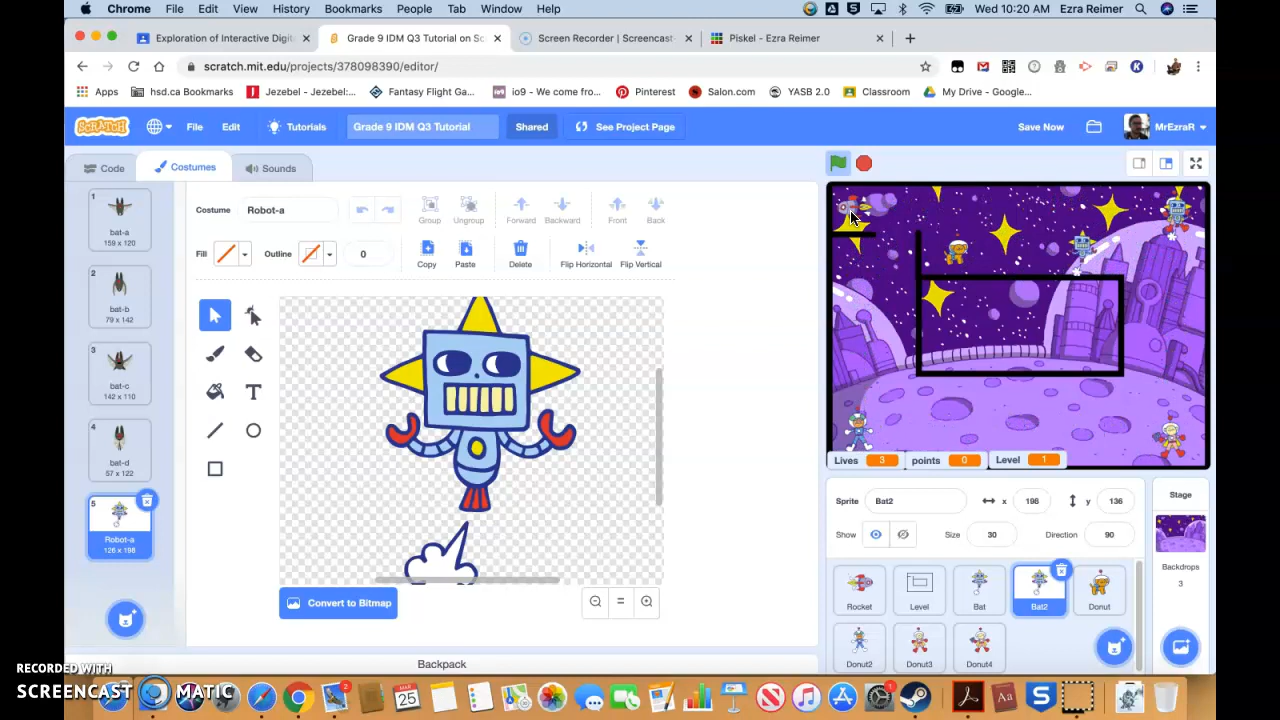 Chrome File Edit View History Bookmarks People Tab Window Help Wed 10:20 AM Ezra Reimer
Exploration of Interactive Digit Grade 9 IDM Q3 Tutorial on Sc Screen Recorder | Screencast- Piskel - Ezra Reimer
scratch.mit.edu/projects/378098390/editor/
Apps hsd.ca Bookmarks Jezebel - Jezebel:... Fantasy Flight Ga... io9 - We come fro... Pinterest Salon.com YASB 2.0 Classroom My Drive - Google...
SCRATCH File Edit Tutorials Grade 9 IDM Q3 Tutorial Shared See Project Page Save Now MrEzraR
Code Costumes Sounds
1
bat-a
159 x 120
2
bat-b
79 x 142
3
bat-c
142 x 110
4
bat-d
57 x 122
5
Robot-a
126 x 198
Costume Robot-a Group Ungroup Forward Backward Front Back
Fill Outline 0 Copy Paste Delete Flip Horizontal Flip Vertical
T
Convert to Bitmap
Backpack
Lives 3 points 0 Level 1
Sprite Bat2 x 198 y 136
Show Size 30 Direction 90
Rocket Level Bat Bat2 Donut
Donut2 Donut3 Donut4
Stage
Backdrops
3
RECORDED WITH
SCREENCAST MATIC
MAR
25
2
1
Aa
S